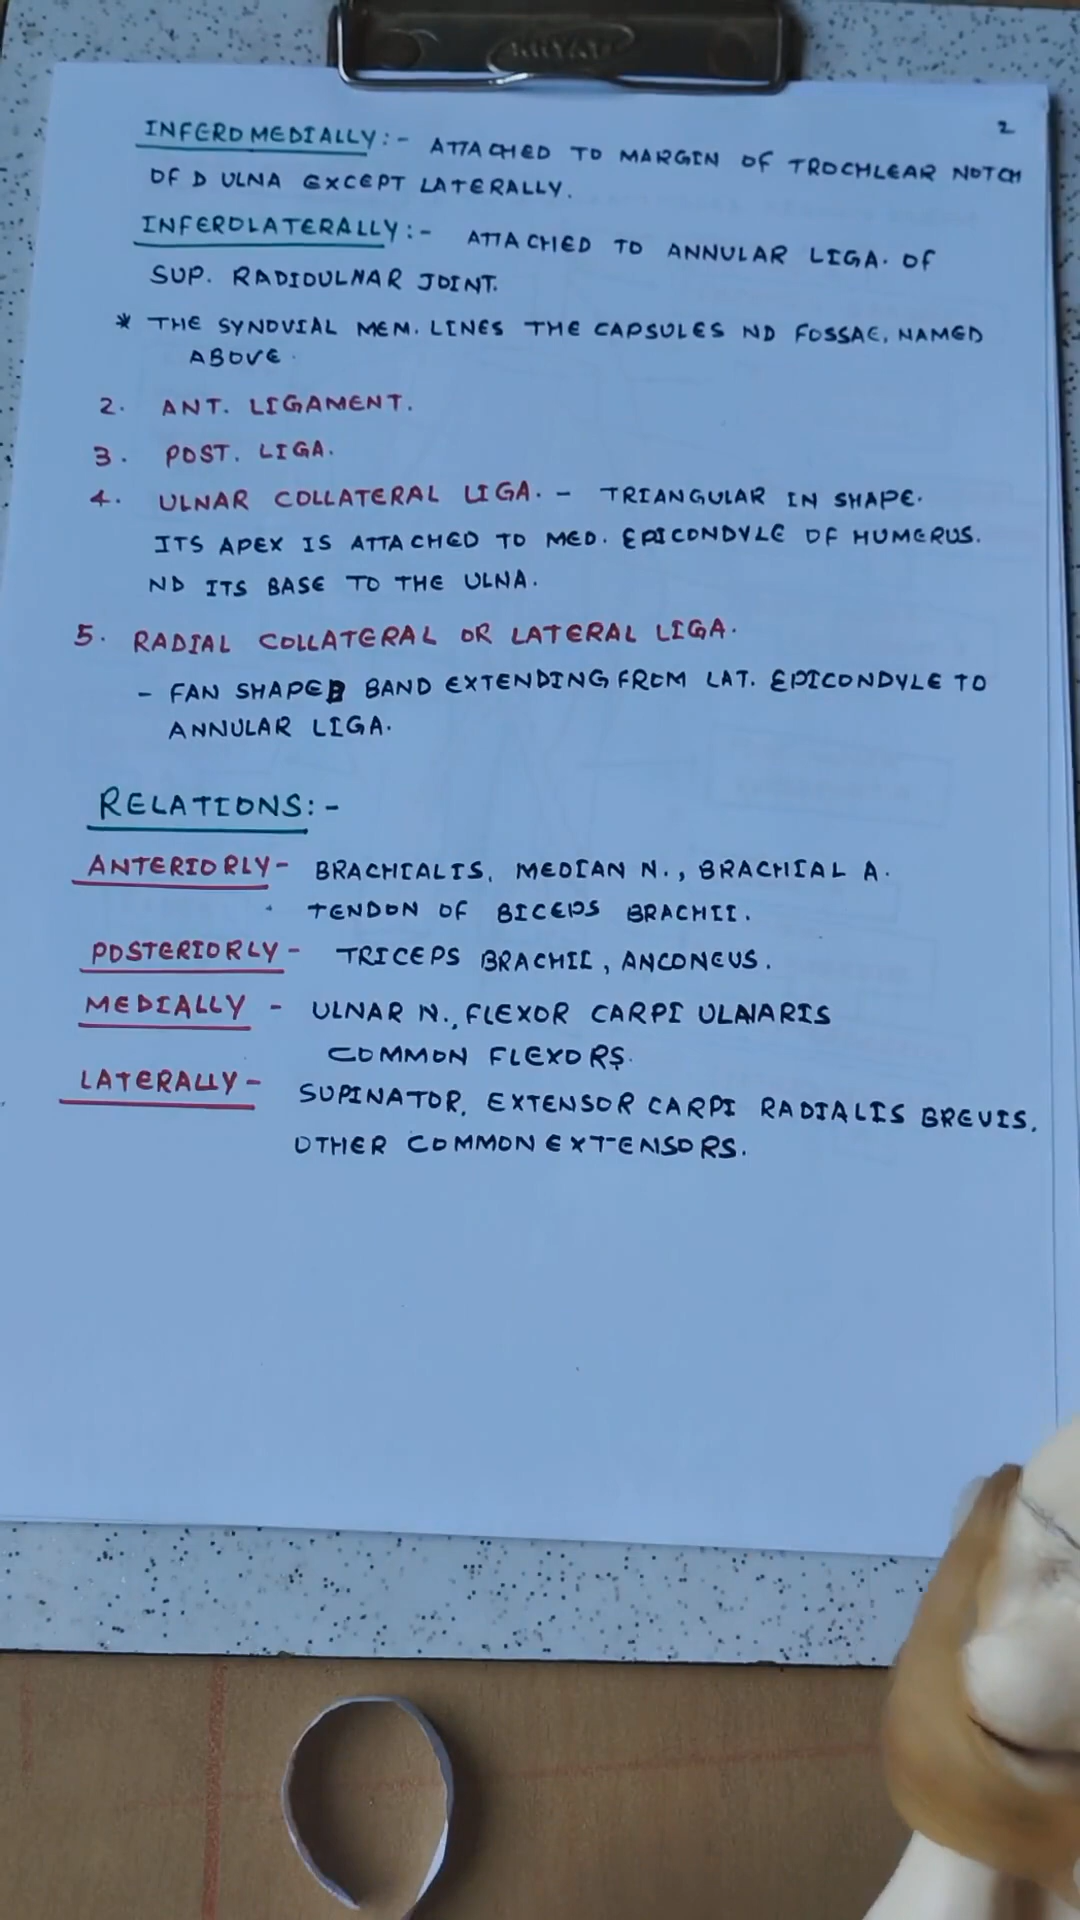 2
INFEROMEDIALLY:- ATTACHED TO MARGIN OF TROCHLEAR NOTCH
OF D ULNA EXCEPT LATERALLY.
INFEROLATERALLY:- ATTACHED TO ANNULAR LIGA. OF
SUP. RADIOULNAR JOINT.
* THE SYNOVIAL MEM. LINES THE CAPSULES ND FOSSAE, NAMED
ABOVE.
2. ANT. LIGAMENT.
3. POST. LIGA.
4. ULNAR COLLATERAL LIGA. - TRIANGULAR IN SHAPE.
ITS APEX IS ATTACHED TO MED. EPICONDYLE OF HUMERUS.
ND ITS BASE TO THE ULNA.
5. RADIAL COLLATERAL OR LATERAL LIGA.
- FAN SHAPED BAND EXTENDING FROM LAT. EPICONDYLE TO
ANNULAR LIGA.
RELATIONS:-
ANTERIORLY- BRACHIALIS, MEDIAN N., BRACHIAL A.
TENDON OF BICEPS BRACHII.
POSTERIORLY- TRICEPS BRACHII, ANCONEUS.
MEDIALLY - ULNAR N., FLEXOR CARPI ULNARIS
COMMON FLEXORS.
LATERALLY- SUPINATOR, EXTENSOR CARPI RADIALIS BREVIS,
OTHER COMMON EXTENSORS.